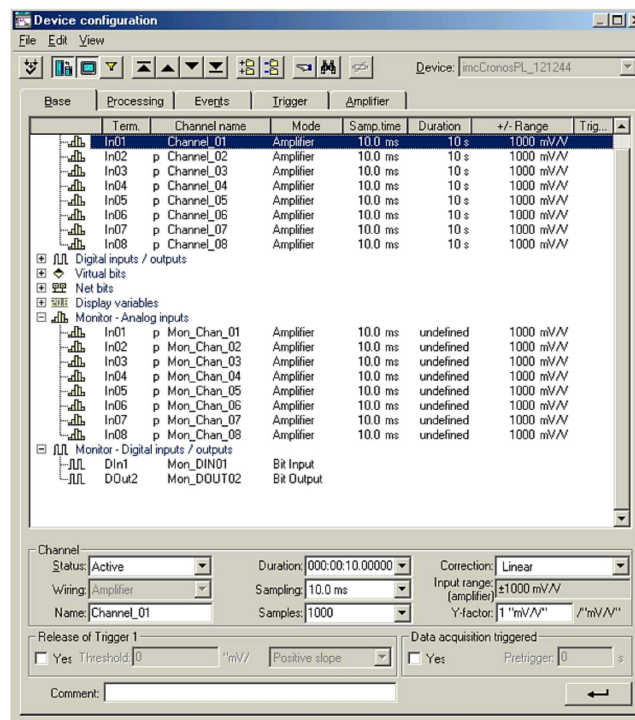 Device configuration
File Edit View
Device: imcCronosPL_121244
Base Processing Events Trigger Amplifier
Term. Channel name Mode Samp.time Duration +/- Range Trig...
In01 Channel_01 Amplifier 10.0 ms 10 s 1000 mV/V
In02 p Channel_02 Amplifier 10.0 ms 10 s 1000 mV/V
In03 p Channel_03 Amplifier 10.0 ms 10 s 1000 mV/V
In04 p Channel_04 Amplifier 10.0 ms 10 s 1000 mV/V
In05 p Channel_05 Amplifier 10.0 ms 10 s 1000 mV/V
In06 p Channel_06 Amplifier 10.0 ms 10 s 1000 mV/V
In07 p Channel_07 Amplifier 10.0 ms 10 s 1000 mV/V
In08 p Channel_08 Amplifier 10.0 ms 10 s 1000 mV/V
Digital inputs / outputs
Virtual bits
Net bits
Display variables
Monitor - Analog inputs
In01 p Mon_Chan_01 Amplifier 10.0 ms undefined 1000 mV/V
In02 p Mon_Chan_02 Amplifier 10.0 ms undefined 1000 mV/V
In03 p Mon_Chan_03 Amplifier 10.0 ms undefined 1000 mV/V
In04 p Mon_Chan_04 Amplifier 10.0 ms undefined 1000 mV/V
In05 p Mon_Chan_05 Amplifier 10.0 ms undefined 1000 mV/V
In06 p Mon_Chan_06 Amplifier 10.0 ms undefined 1000 mV/V
In07 p Mon_Chan_07 Amplifier 10.0 ms undefined 1000 mV/V
In08 p Mon_Chan_08 Amplifier 10.0 ms undefined 1000 mV/V
Monitor - Digital inputs / outputs
DIn1 Mon_DIN01 Bit Input
DOut2 Mon_DOUT02 Bit Output
Channel
Status: Active Duration: 000:00:10.00000 Correction: Linear
Wiring: Amplifier Sampling: 10.0 ms Input range: (amplifier) ±1000 mV/V
Name: Channel_01 Samples: 1000 Y-factor: 1 "mV/V" /"mV/V"
Release of Trigger 1 Data acquisition triggered
Yes Threshold: 0 "mV/ Positive slope Yes Pretrigger: 0 s
Comment: